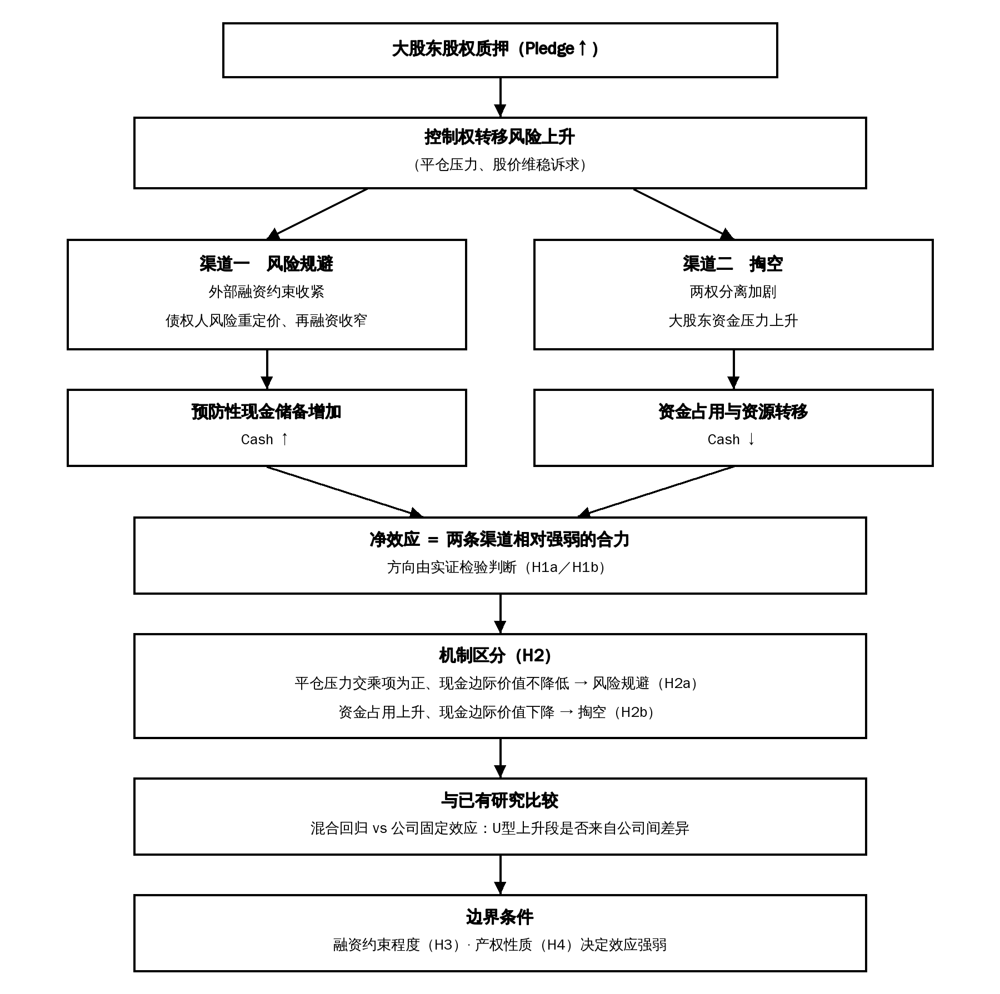 大股东股权质押（Pledge↑）
控制权转移风险上升
（平仓压力、股价维稳诉求）
渠道一　风险规避
外部融资约束收紧
债权人风险重定价、再融资收窄
渠道二　掏空
两权分离加剧
大股东资金压力上升
预防性现金储备增加
Cash ↑
资金占用与资源转移
Cash ↓
净效应 ＝ 两条渠道相对强弱的合力
方向由实证检验判断（H1a／H1b）
机制区分（H2）
平仓压力交乘项为正、现金边际价值不降低 → 风险规避（H2a）
资金占用上升、现金边际价值下降 → 掏空（H2b）
与已有研究比较
混合回归 vs 公司固定效应：U型上升段是否来自公司间差异
边界条件
融资约束程度（H3）· 产权性质（H4）决定效应强弱